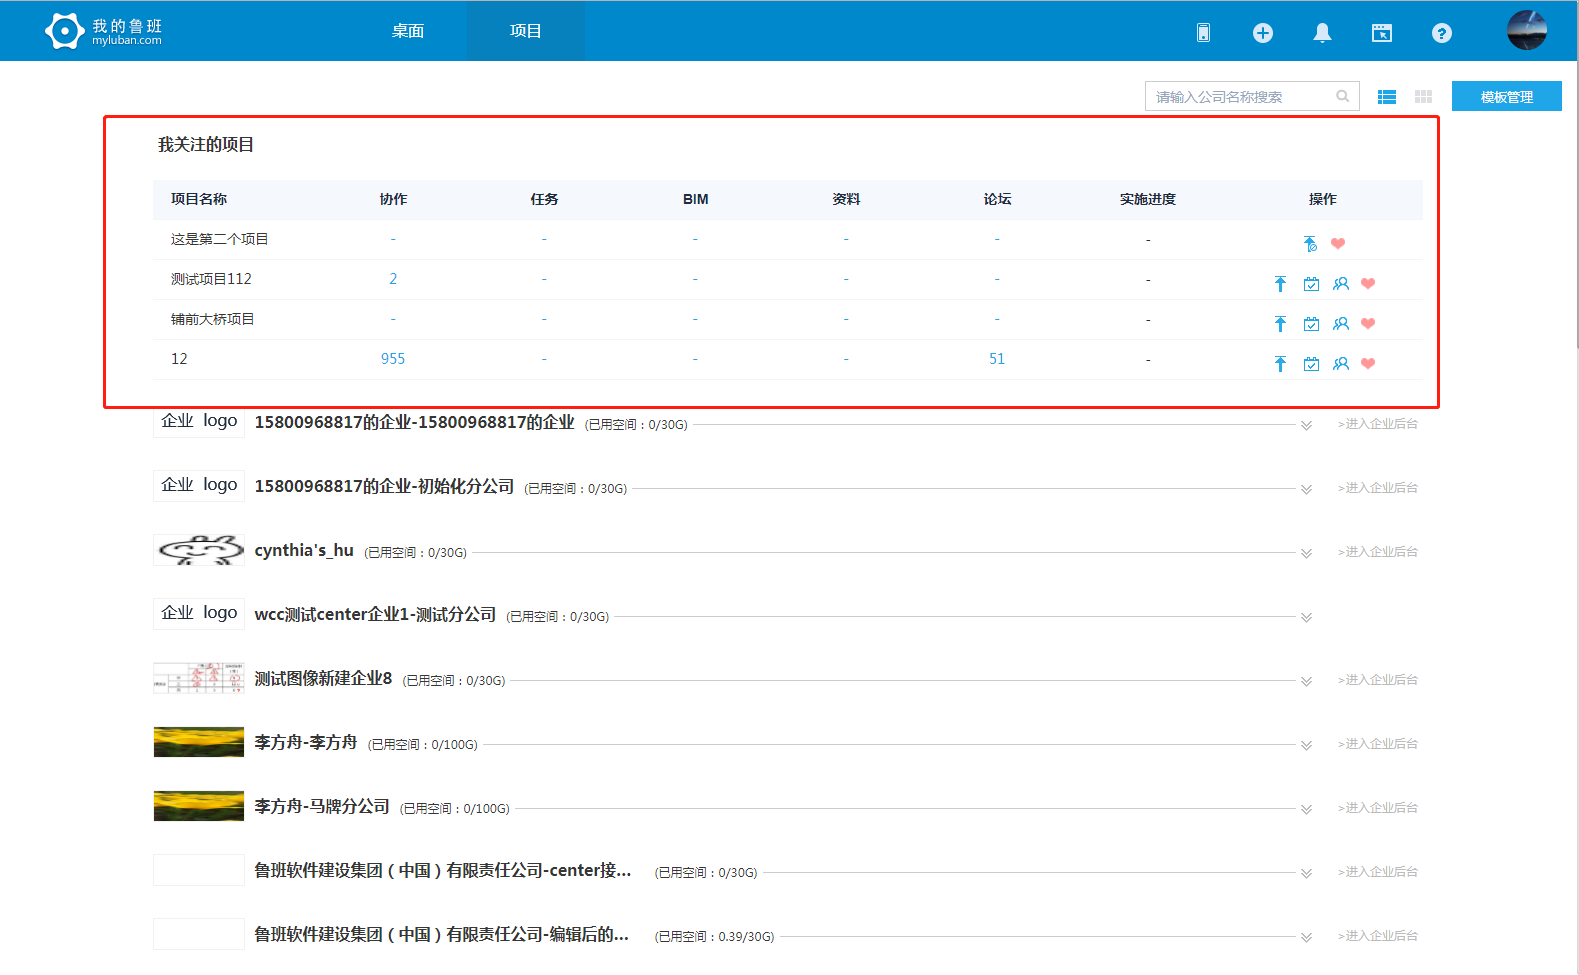 我的鲁班
myluban.com
桌面 项目
请输入公司名称搜索 模板管理
我关注的项目
项目名称 协作 任务 BIM 资料 论坛 实施进度 操作
这是第二个项目 - - - - - -
测试项目112 2 - - - - -
铺前大桥项目 - - - - - -
12 955 - - - 51 -
企业 logo 15800968817的企业-15800968817的企业 (已用空间：0/30G) >进入企业后台
企业 logo 15800968817的企业-初始化分公司 (已用空间：0/30G) >进入企业后台
cynthia's_hu (已用空间：0/30G) >进入企业后台
企业 logo wcc测试center企业1-测试分公司 (已用空间：0/30G)
测试图像新建企业8 (已用空间：0/30G) >进入企业后台
李方舟-李方舟 (已用空间：0/100G) >进入企业后台
李方舟-马牌分公司 (已用空间：0/100G) >进入企业后台
鲁班软件建设集团（中国）有限责任公司-center接... (已用空间：0/30G) >进入企业后台
鲁班软件建设集团（中国）有限责任公司-编辑后的... (已用空间：0.39/30G) >进入企业后台